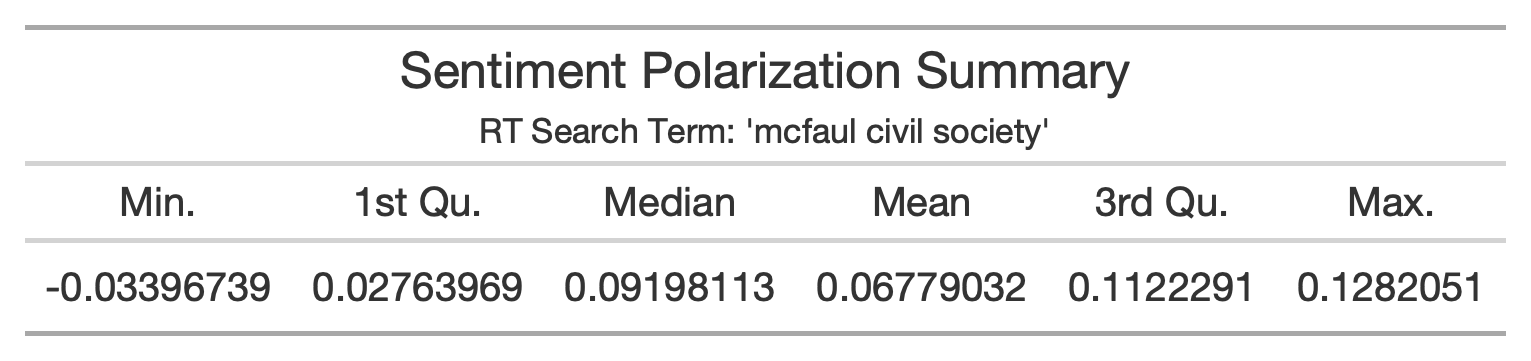 Sentiment Polarization Summary
RT Search Term: 'mcfaul civil society'
Min. 1st Qu. Median Mean 3rd Qu. Max.
-0.03396739 0.02763969 0.09198113 0.06779032 0.1122291 0.1282051